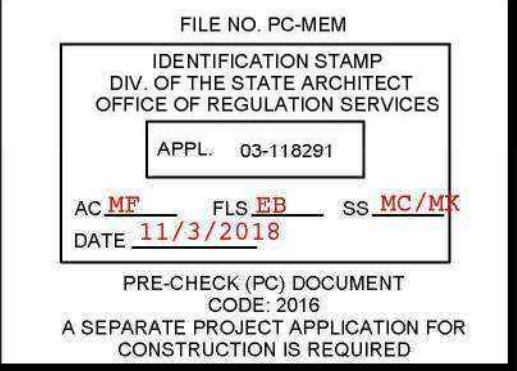 FILE NO. PC-MEM
IDENTIFICATION STAMP
DIV. OF THE STATE ARCHITECT
OFFICE OF REGULATION SERVICES
APPL. 03-118291
AC MF FLS EB SS MC/MK
DATE 11/3/2018
PRE-CHECK (PC) DOCUMENT
CODE: 2016
A SEPARATE PROJECT APPLICATION FOR
CONSTRUCTION IS REQUIRED